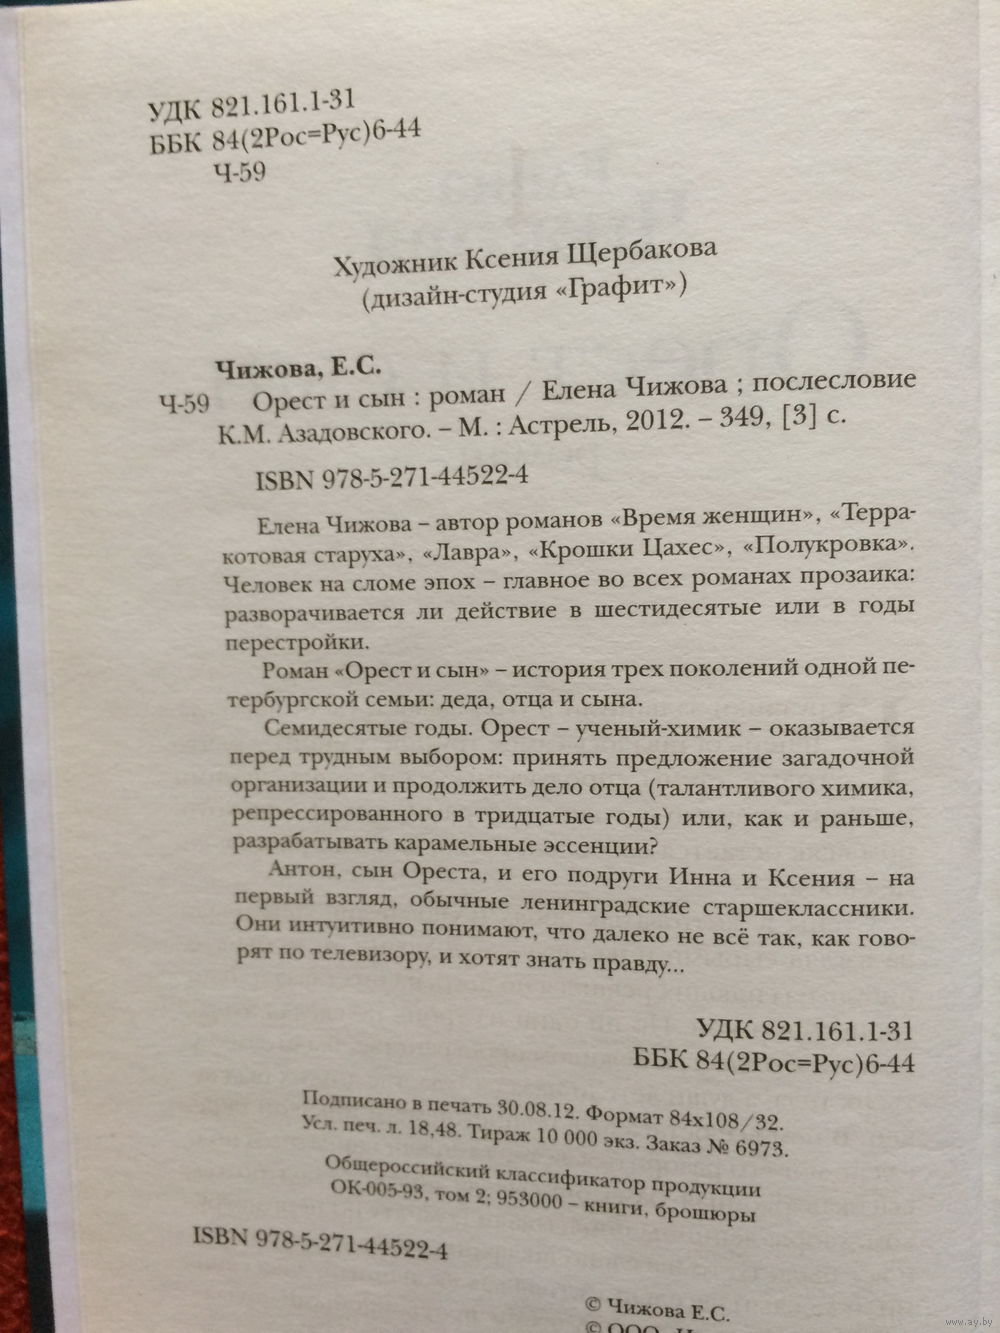 УДК 821.161.1-31
ББК 84(2Рос=Рус)6-44
Ч-59
Художник Ксения Щербакова
(дизайн-студия «Графит»)
Чижова, Е.С.
Ч-59 Орест и сын : роман / Елена Чижова ; послесловие
К.М. Азадовского. – М. : Астрель, 2012. – 349, [3] с.
ISBN 978-5-271-44522-4
Елена Чижова – автор романов «Время женщин», «Терра-
котовая старуха», «Лавра», «Крошки Цахес», «Полукровка».
Человек на сломе эпох – главное во всех романах прозаика:
разворачивается ли действие в шестидесятые или в годы
перестройки.
Роман «Орест и сын» – история трех поколений одной пе-
тербургской семьи: деда, отца и сына.
Семидесятые годы. Орест – ученый-химик – оказывается
перед трудным выбором: принять предложение загадочной
организации и продолжить дело отца (талантливого химика,
репрессированного в тридцатые годы) или, как и раньше,
разрабатывать карамельные эссенции?
Антон, сын Ореста, и его подруги Инна и Ксения – на
первый взгляд, обычные ленинградские старшеклассники.
Они интуитивно понимают, что далеко не всё так, как гово-
рят по телевизору, и хотят знать правду...
УДК 821.161.1-31
ББК 84(2Рос=Рус)6-44
Подписано в печать 30.08.12. Формат 84х108/32.
Усл. печ. л. 18,48. Тираж 10 000 экз. Заказ № 6973.
Общероссийский классификатор продукции
ОК-005-93, том 2; 953000 – книги, брошюры
ISBN 978-5-271-44522-4
© Чижова Е.С.
© ООО
www.ay.by